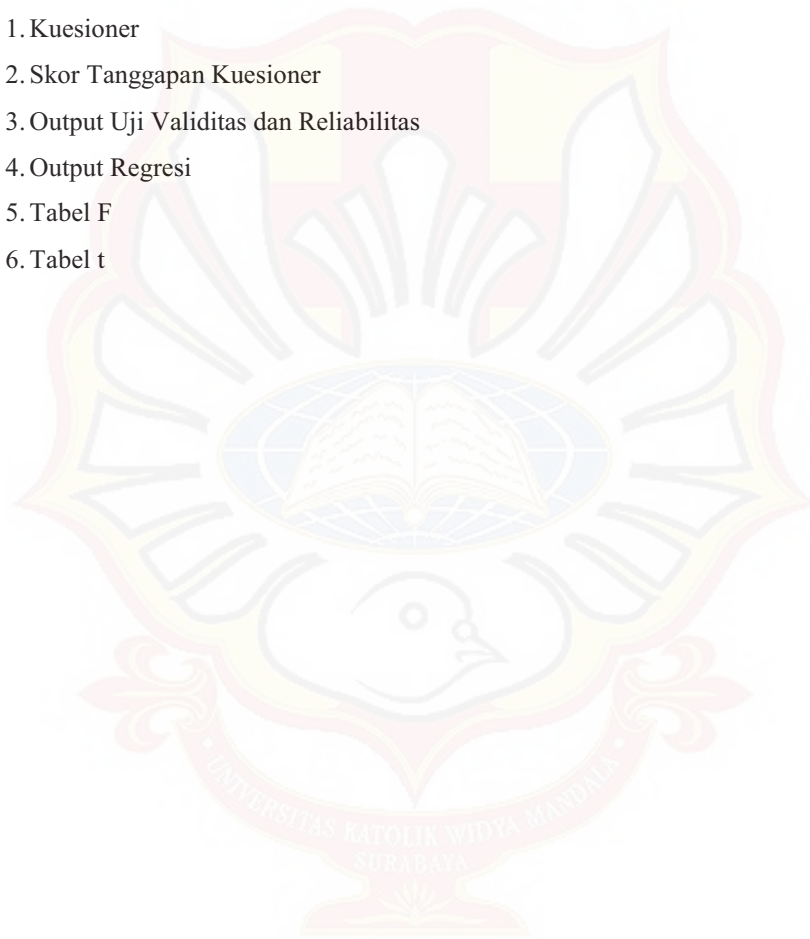 1. Kuesioner
2. Skor Tanggapan Kuesioner
3. Output Uji Validitas dan Reliabilitas
4. Output Regresi
5. Tabel F
6. Tabel t
UNIVERSITAS KATOLIK WIDYA MANDALA
SURABAYA